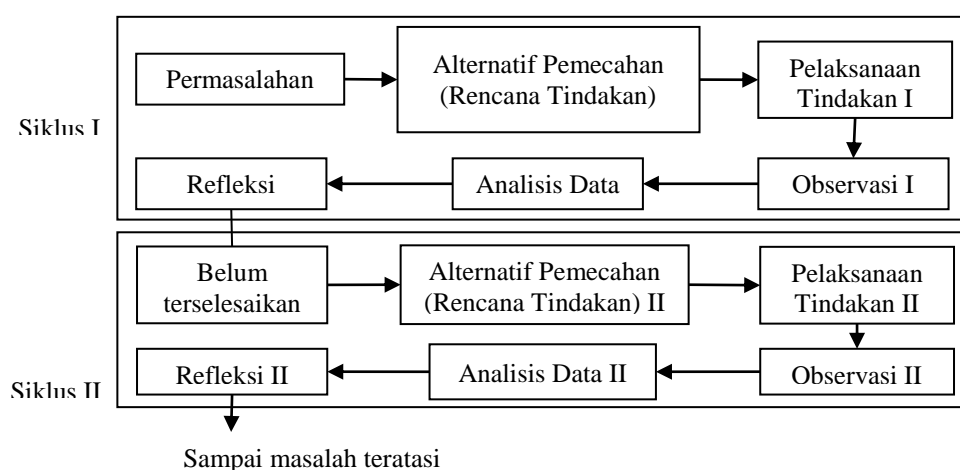 Permasalahan
Alternatif Pemecahan
(Rencana Tindakan)
Pelaksanaan
Tindakan I
Siklus I
Refleksi
Analisis Data
Observasi I
Belum
terselesaikan
Alternatif Pemecahan
(Rencana Tindakan) II
Pelaksanaan
Tindakan II
Siklus II
Refleksi II
Analisis Data II
Observasi II
Sampai masalah teratasi